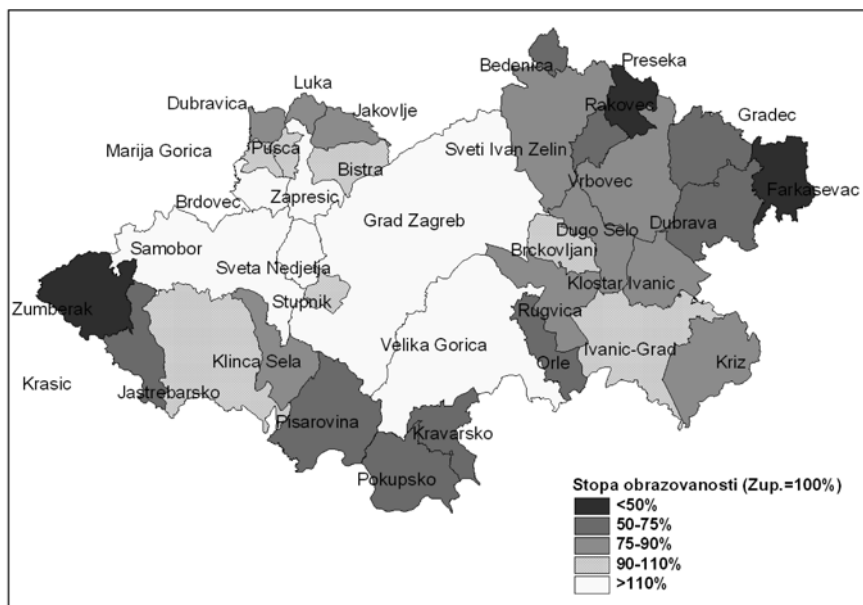 Bedenica
Preseka
Luka
Dubravica
Jakovlje
Rakovec
Gradec
Marija Gorica
Pusca
Bistra
Sveti Ivan Zelin
Vrbovec
Farkasevac
Brdovec
Zapresic
Grad Zagreb
Dugo Selo
Dubrava
Samobor
Brckovljani
Sveta Nedjelja
Klostar Ivanic
Zumberak
Stupnik
Rugvica
Velika Gorica
Ivanic-Grad
Klinca Sela
Orle
Kriz
Krasic
Jastrebarsko
Pisarovina
Kravarsko
Pokupsko
Stopa obrazovanosti (Zup.=100%)
<50%
50-75%
75-90%
90-110%
>110%